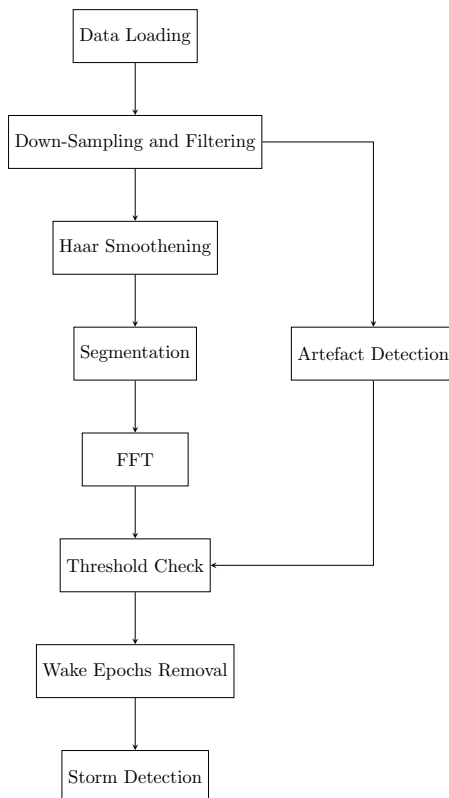 Data Loading
Down-Sampling and Filtering
Haar Smoothening
Segmentation
Artefact Detection
FFT
Threshold Check
Wake Epochs Removal
Storm Detection